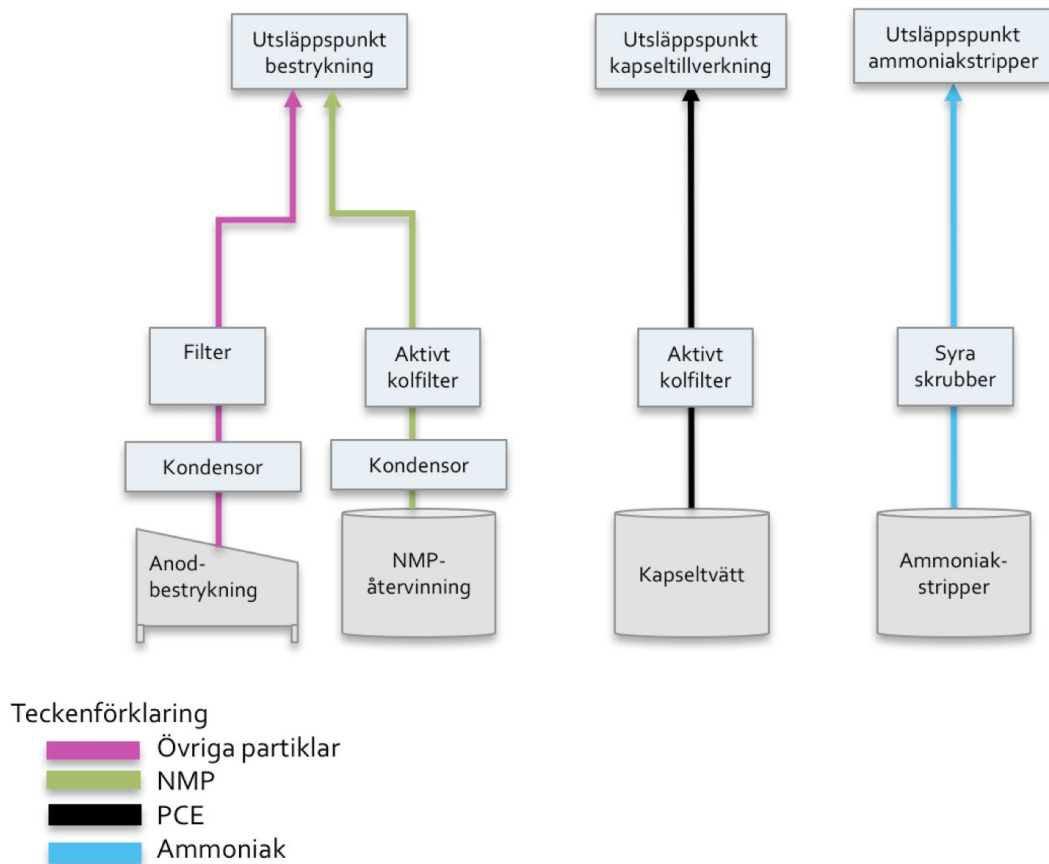 Utsläppspunkt
bestrykning
Utsläppspunkt
kapseltillverkning
Utsläppspunkt
ammoniakstripper
Filter
Aktivt
kolfilter
Aktivt
kolfilter
Syra
skrubber
Kondensor
Kondensor
Anod-
bestrykning
NMP-
återvinning
Kapseltvätt
Ammoniak-
stripper
Teckenförklaring
Övriga partiklar
NMP
PCE
Ammoniak